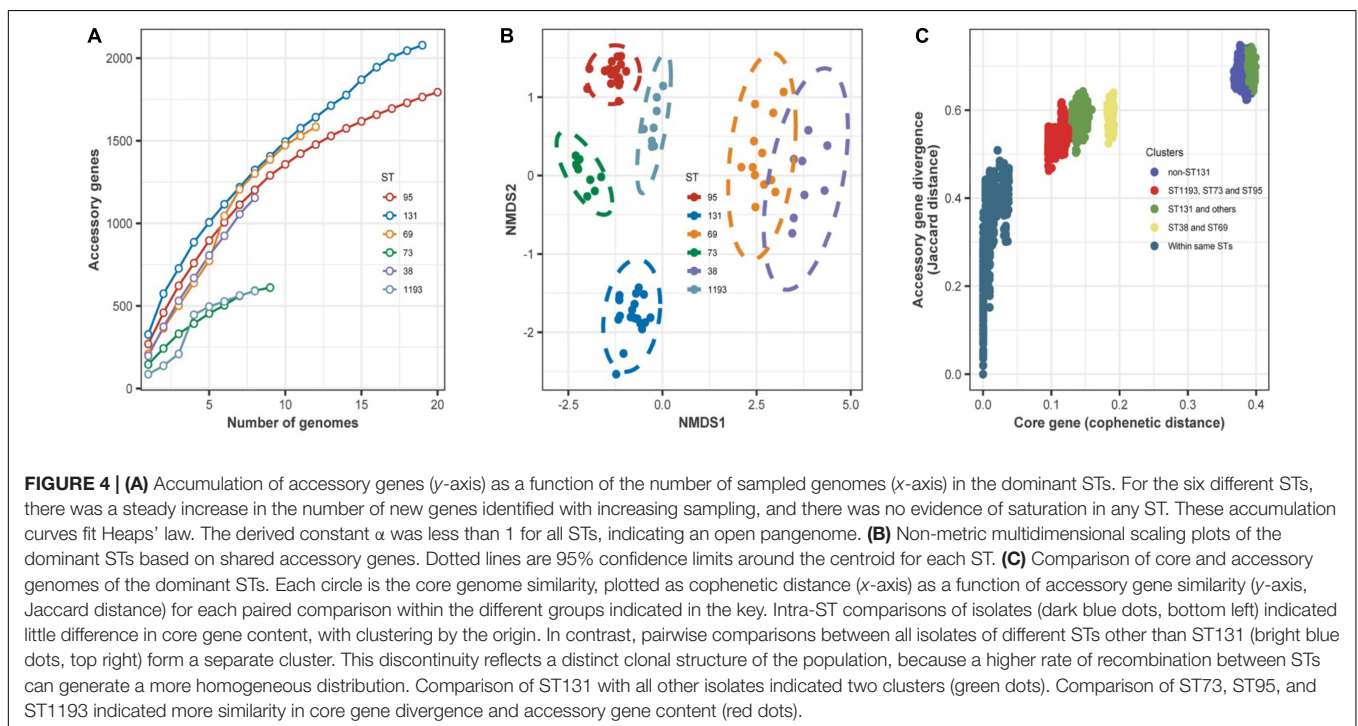 A
2000
1500
1000
500
0
Accessory genes
ST
95
131
69
73
38
1193
5
10
15
20
Number of genomes
B
1
0
-1
-2
NMDS2
ST
95
131
69
73
38
1193
-2.5
0.0
2.5
5.0
NMDS1
C
0.6
0.4
0.2
0.0
Accessory gene divergence
(Jaccard distance)
Clusters
non-ST131
ST1193, ST73 and ST95
ST131 and others
ST38 and ST69
Within same STs
0.0
0.1
0.2
0.3
0.4
Core gene (cophenetic distance)
FIGURE 4 | (A) Accumulation of accessory genes (y-axis) as a function of the number of sampled genomes (x-axis) in the dominant STs. For the six different STs,
there was a steady increase in the number of new genes identified with increasing sampling, and there was no evidence of saturation in any ST. These accumulation
curves fit Heaps' law. The derived constant α was less than 1 for all STs, indicating an open pangenome. (B) Non-metric multidimensional scaling plots of the
dominant STs based on shared accessory genes. Dotted lines are 95% confidence limits around the centroid for each ST. (C) Comparison of core and accessory
genomes of the dominant STs. Each circle is the core genome similarity, plotted as cophenetic distance (x-axis) as a function of accessory gene similarity (y-axis,
Jaccard distance) for each paired comparison within the different groups indicated in the key. Intra-ST comparisons of isolates (dark blue dots, bottom left) indicated
little difference in core gene content, with clustering by the origin. In contrast, pairwise comparisons between all isolates of different STs other than ST131 (bright blue
dots, top right) form a separate cluster. This discontinuity reflects a distinct clonal structure of the population, because a higher rate of recombination between STs
can generate a more homogeneous distribution. Comparison of ST131 with all other isolates indicated two clusters (green dots). Comparison of ST73, ST95, and
ST1193 indicated more similarity in core gene divergence and accessory gene content (red dots).